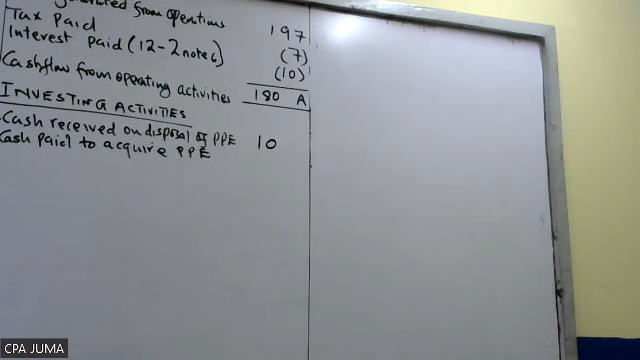 generated from operations 197
Tax Paid (7)
Interest Paid (12-2 note 6) (10)
Cashflow from operating activities 180 A
INVESTING ACTIVITIES
Cash received on disposal of PPE 10
Cash paid to acquire PPE
CPA JUMA